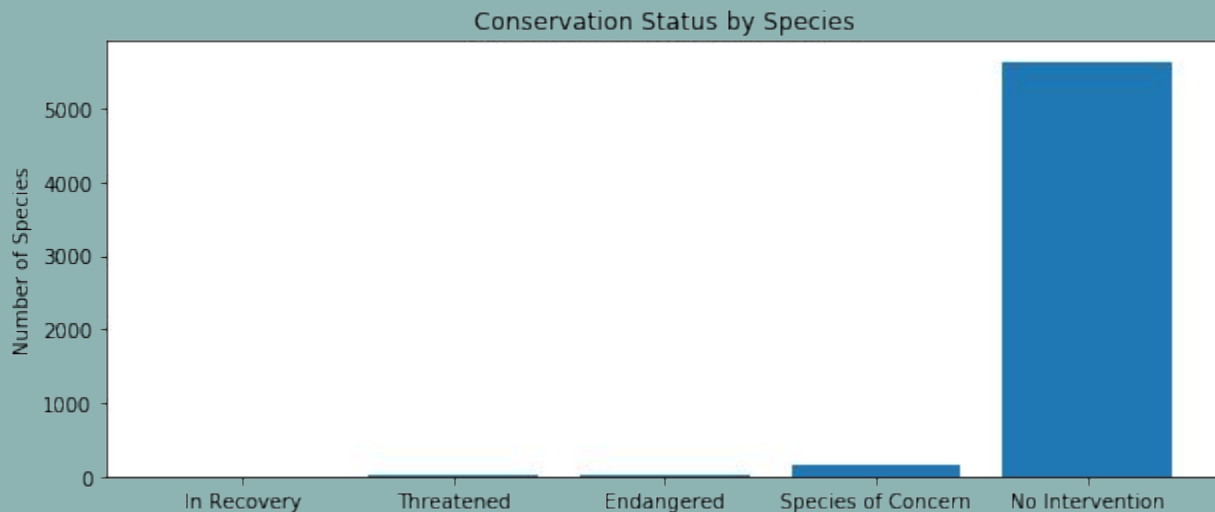 Conservation Status by Species
Number of Species
5000
4000
3000
2000
1000
0
In Recovery Threatened Endangered Species of Concern No Intervention